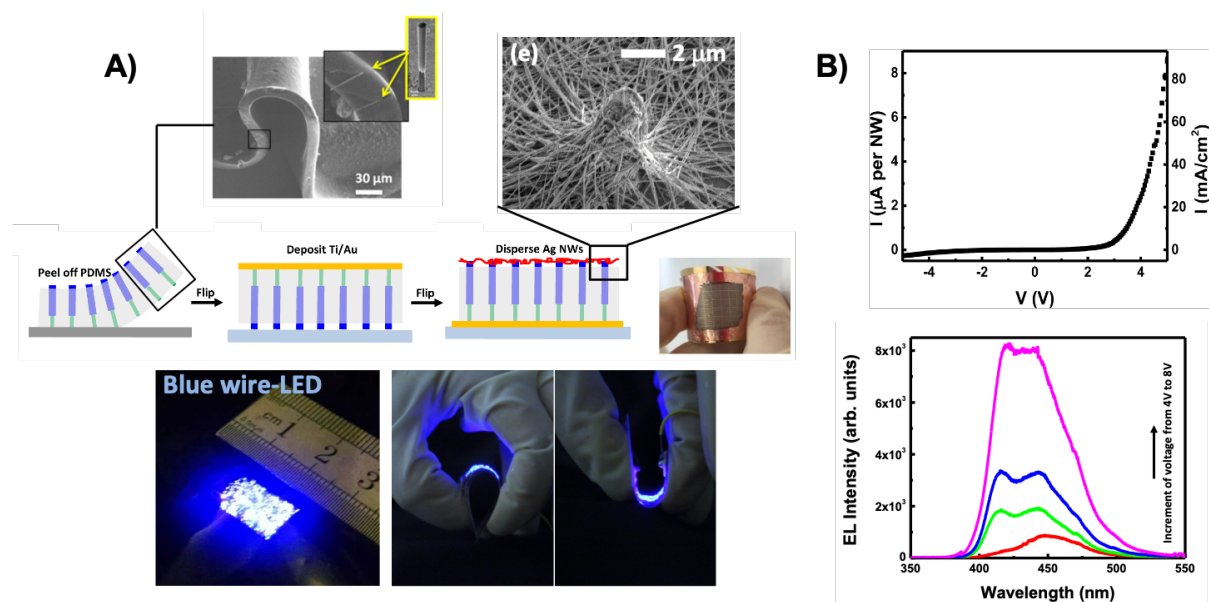 A)
30 μm
(e)
2 μm
Peel off PDMS
Flip
Deposit Ti/Au
Flip
Disperse Ag NWs
Blue wire-LED
cm 1 2 3
B)
I (μA per NW)
8
6
4
2
0
80
60
40
20
0
I (mA/cm²)
-4 -2 0 2 4
V (V)
EL Intensity (arb. units)
8x10³
6x10³
4x10³
2x10³
0
Increment of voltage from 4V to 8V
350 400 450 500 550
Wavelength (nm)